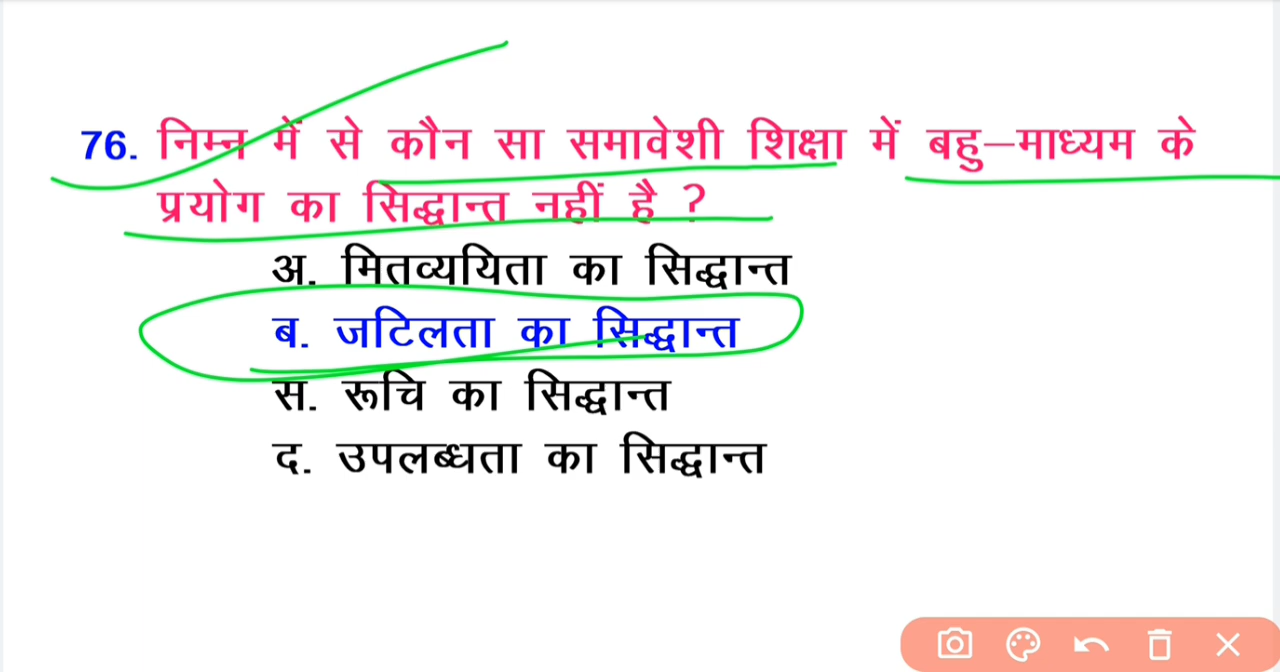 76. निम्न में से कौन सा समावेशी शिक्षा में बहु–माध्यम के
प्रयोग का सिद्धान्त नहीं है ?
अ. मितव्ययिता का सिद्धान्त
ब. जटिलता का सिद्धान्त
स. रूचि का सिद्धान्त
द. उपलब्धता का सिद्धान्त